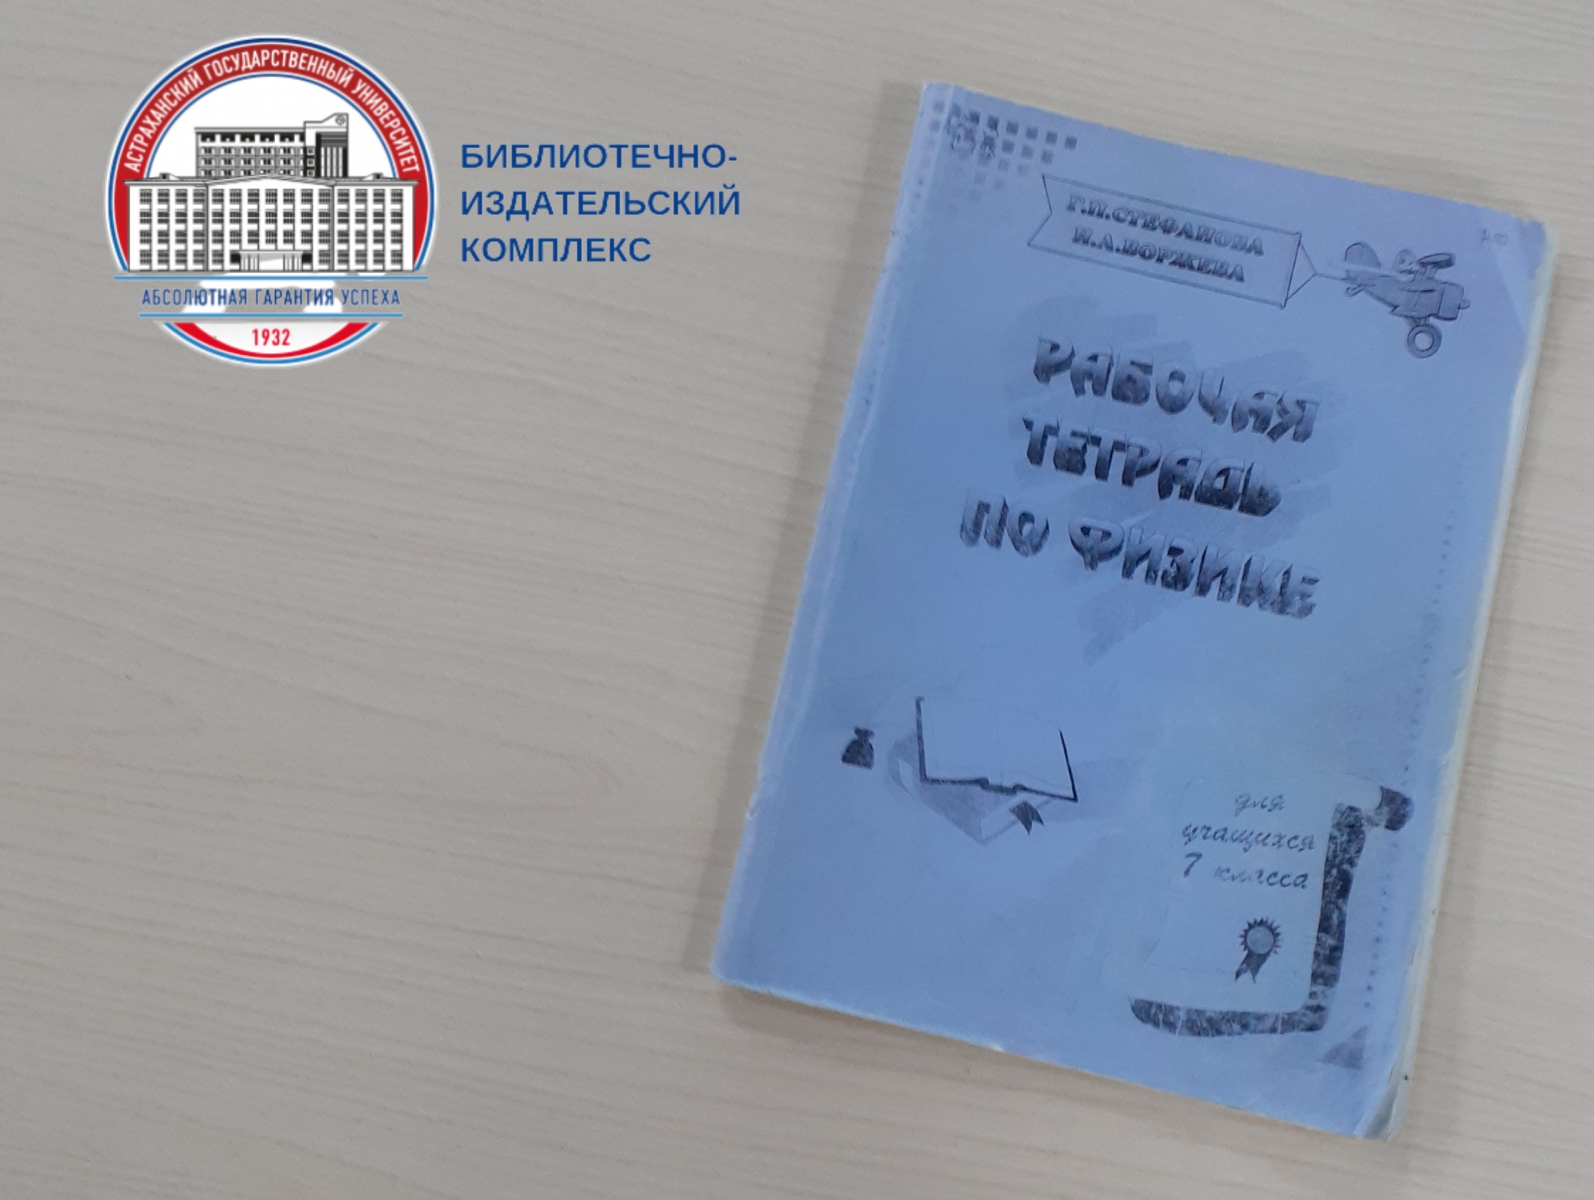 АСТРАХАНСКИЙ ГОСУДАРСТВЕННЫЙ УНИВЕРСИТЕТ
АБСОЛЮТНАЯ ГАРАНТИЯ УСПЕХА
1932
БИБЛИОТЕЧНО-
ИЗДАТЕЛЬСКИЙ
КОМПЛЕКС
Г.П.СТЕФАНОВА
Н.А.ВОРЖЕВА
РАБОЧАЯ
ТЕТРАДЬ
ПО ФИЗИКЕ
для
учащихся
7 класса